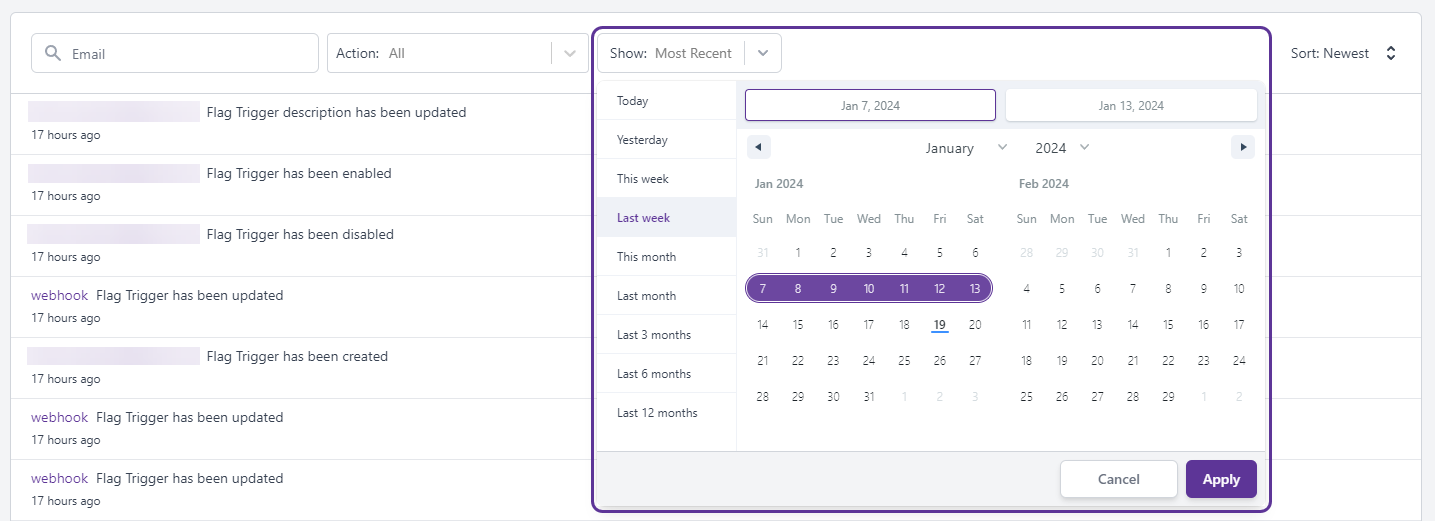 Email
Action: All
Show: Most Recent
Sort: Newest
Flag Trigger description has been updated
17 hours ago
Flag Trigger has been enabled
17 hours ago
Flag Trigger has been disabled
17 hours ago
webhook Flag Trigger has been updated
17 hours ago
Flag Trigger has been created
17 hours ago
webhook Flag Trigger has been updated
17 hours ago
webhook Flag Trigger has been updated
17 hours ago
Today
Yesterday
This week
Last week
This month
Last month
Last 3 months
Last 6 months
Last 12 months
Jan 7, 2024
Jan 13, 2024
January 2024
Jan 2024
Sun Mon Tue Wed Thu Fri Sat
31 1 2 3 4 5 6
7 8 9 10 11 12 13
14 15 16 17 18 19 20
21 22 23 24 25 26 27
28 29 30 31 1 2 3
Feb 2024
Sun Mon Tue Wed Thu Fri Sat
28 29 30 31 1 2 3
4 5 6 7 8 9 10
11 12 13 14 15 16 17
18 19 20 21 22 23 24
25 26 27 28 29 1 2
Cancel
Apply